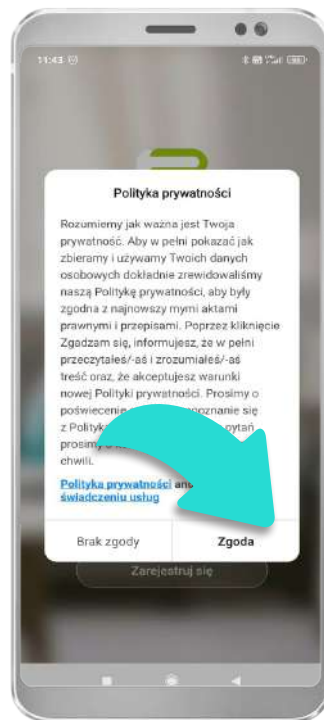 11:43
Polityka prywatności
Rozumiemy jak ważna jest Twoja
prywatność. Aby w pełni pokazać jak
zbieramy i używamy Twoich danych
osobowych dokładnie zrewidowaliśmy
naszą Politykę prywatności, aby były
zgodna z najnowszy mymi aktami
prawnymi i przepisami. Poprzez kliknięcie
Zgadzam się, informujesz, że w pełni
przeczytałeś/-aś i zrozumiałeś/-aś
treść oraz, że akceptujesz warunki
nowej Polityki prywatności. Prosimy o
poświecenie
się
z Polityką
pytań
prosimy
chwili.
Polityka prywatności and
świadczeniu usług
Brak zgody
Zgoda
Zarejestruj się